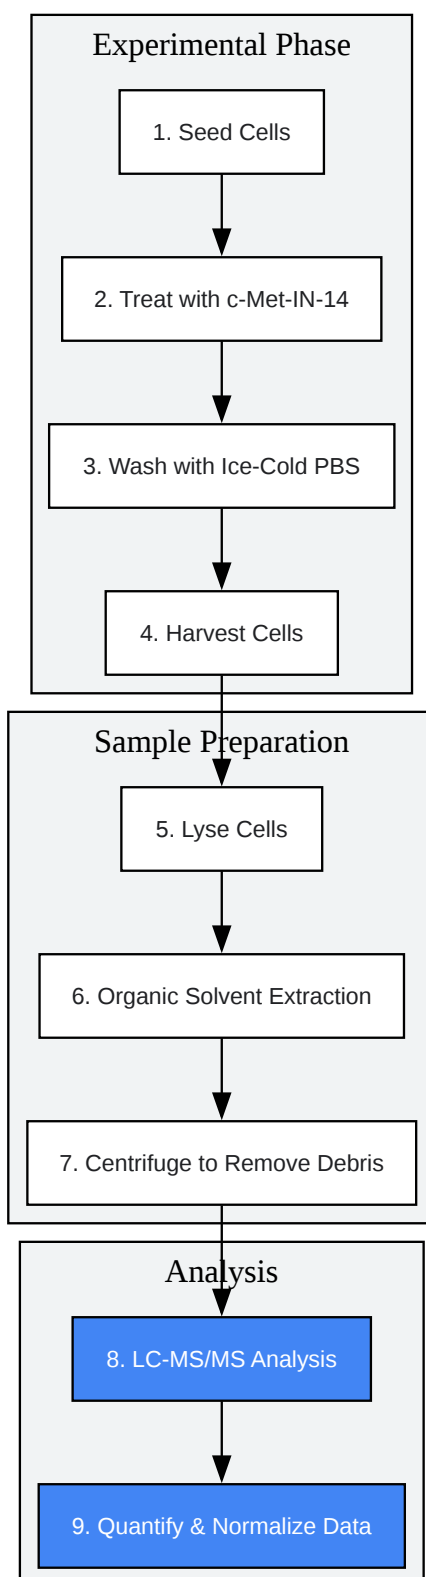 Experimental Phase
1. Seed Cells
2. Treat with c-Met-IN-14
3. Wash with Ice-Cold PBS
4. Harvest Cells
Sample Preparation
5. Lyse Cells
6. Organic Solvent Extraction
7. Centrifuge to Remove Debris
Analysis
8. LC-MS/MS Analysis
9. Quantify & Normalize Data